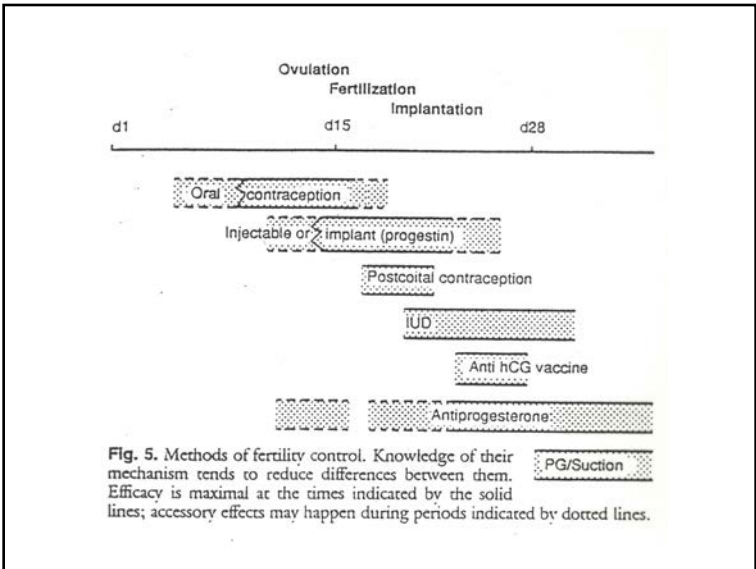 Ovulation
Fertilization
Implantation
d1 d15 d28
Oral contraception
Injectable or implant (progestin)
Postcoital contraception
IUD
Anti hCG vaccine
Antiprogesterone
Fig. 5. Methods of fertility control. Knowledge of their
mechanism tends to reduce differences between them.
PG/Suction
Efficacy is maximal at the times indicated by the solid
lines; accessory effects may happen during periods indicated by dotted lines.